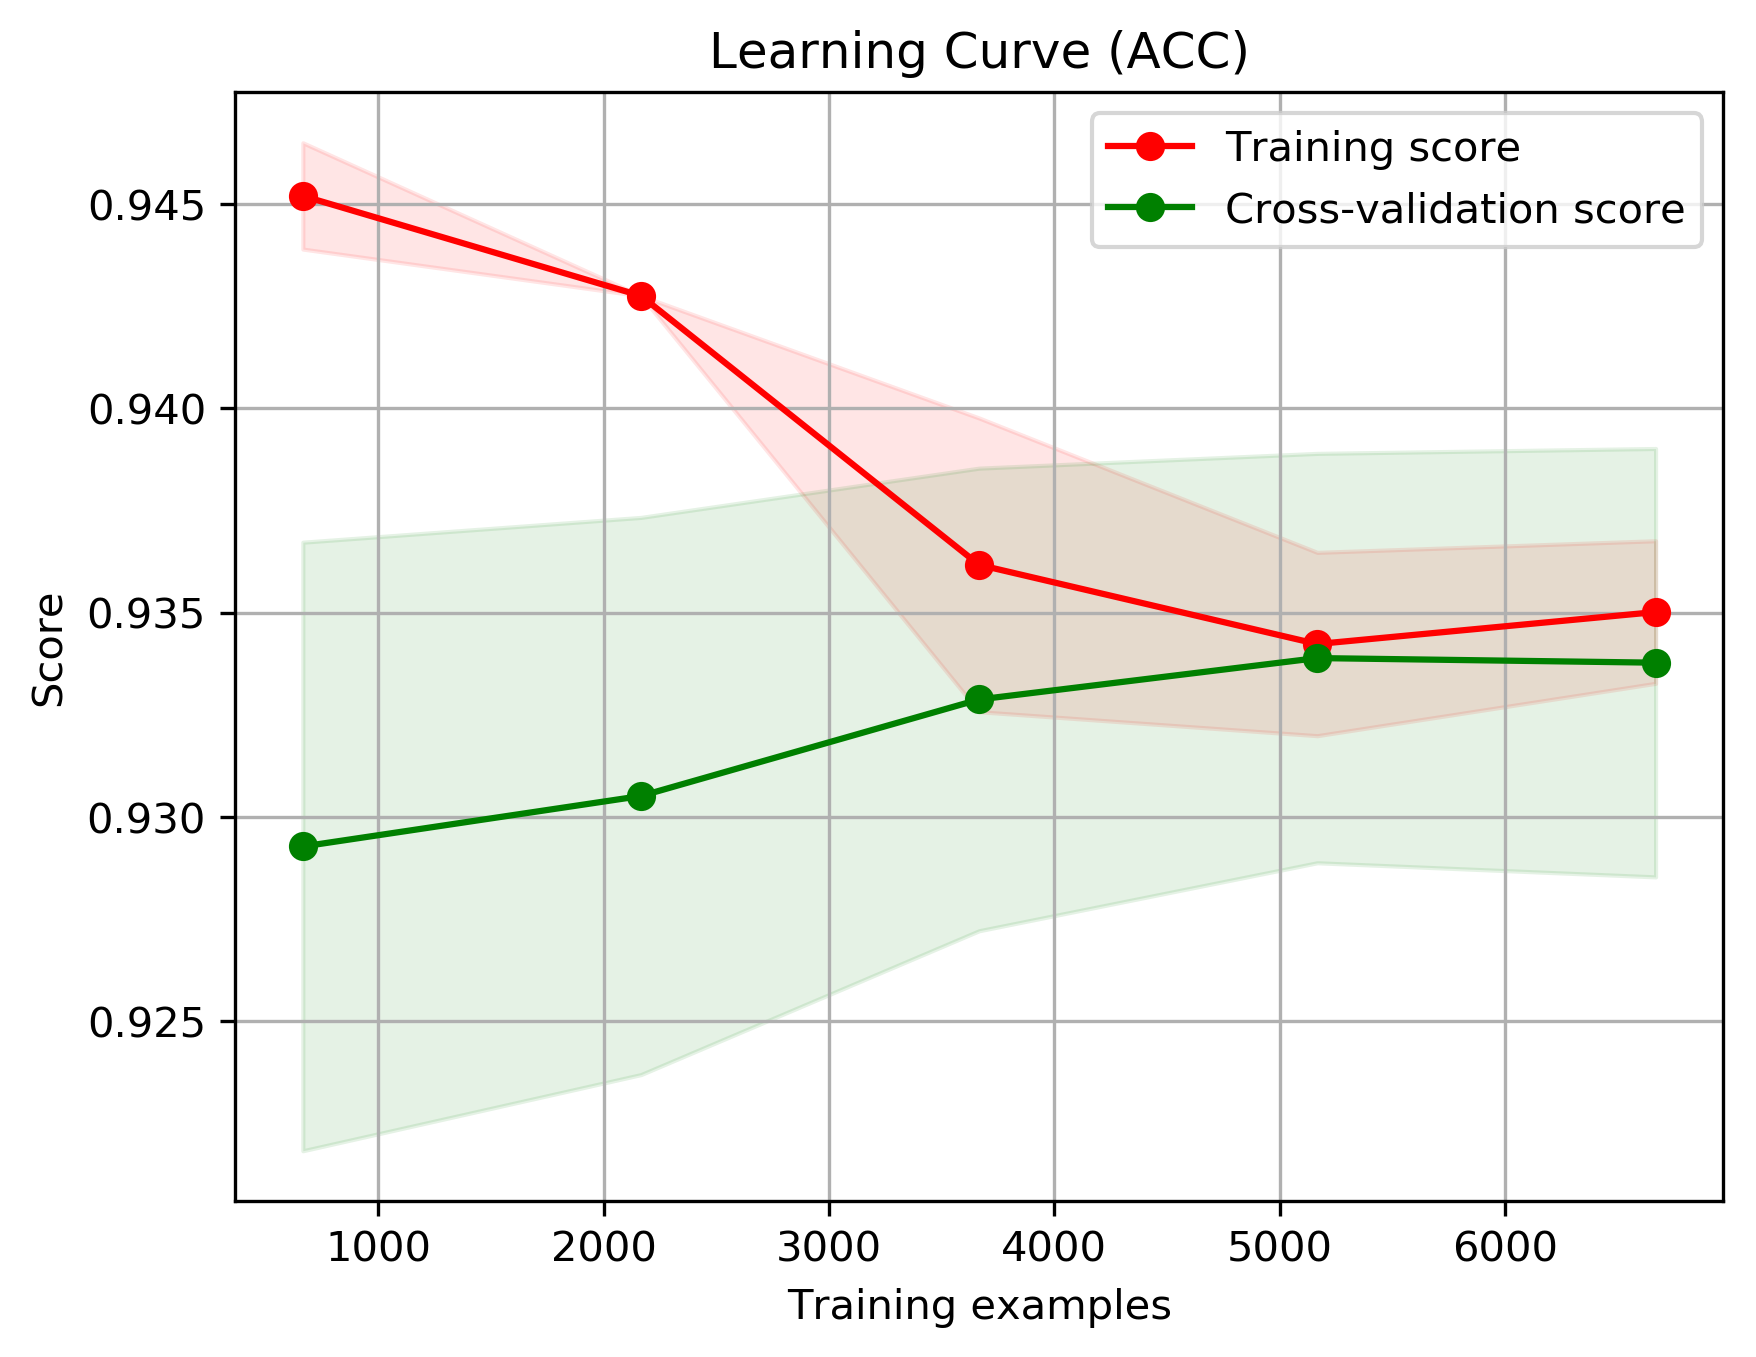 Learning Curve (ACC)
Training score
Cross-validation score
0.945
0.940
0.935
0.930
0.925
Score
1000 2000 3000 4000 5000 6000
Training examples